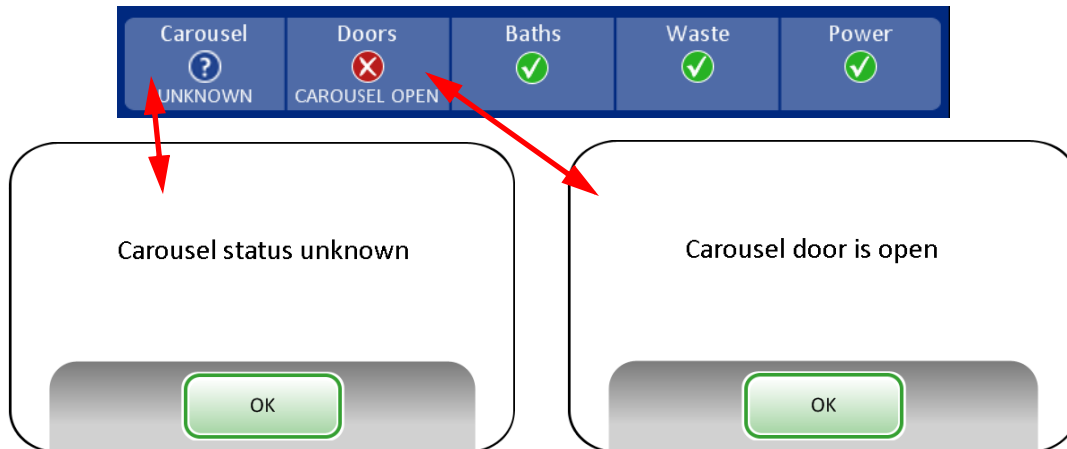 Carousel Doors Baths Waste Power
?
UNKNOWN CAROUSEL OPEN
Carousel status unknown
Carousel door is open
OK
OK